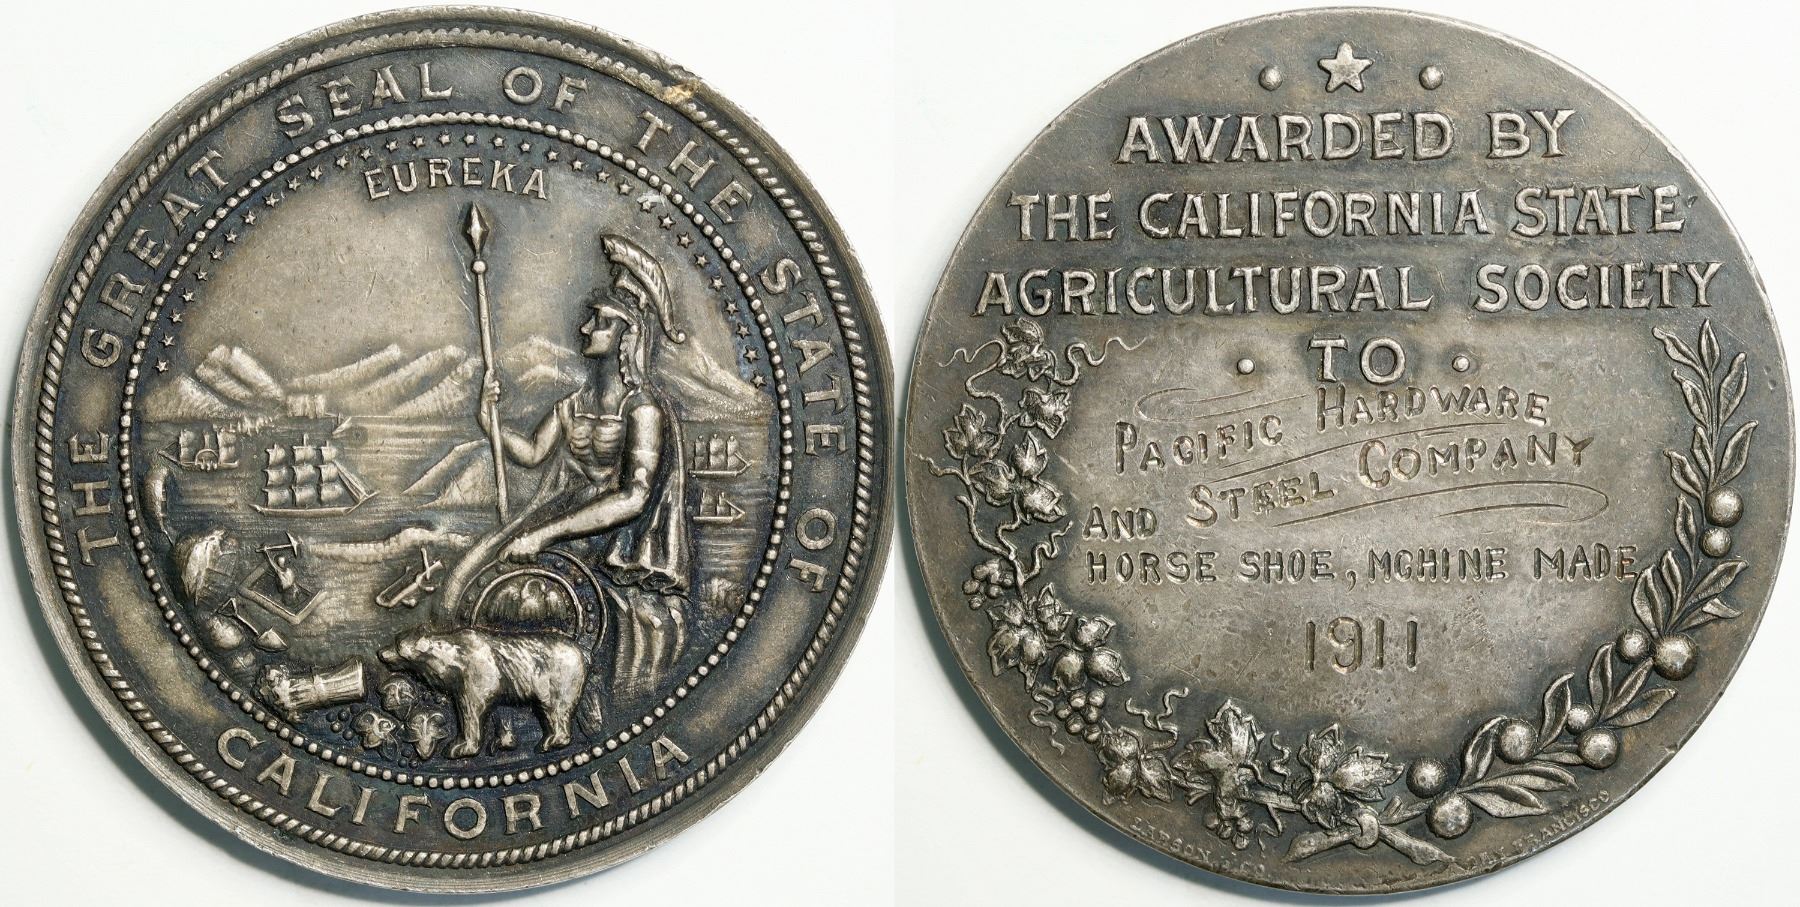 THE GREAT SEAL OF THE STATE OF
CALIFORNIA
EUREKA
AWARDED BY
THE CALIFORNIA STATE
AGRICULTURAL SOCIETY
TO
PACIFIC HARDWARE
STEEL COMPANY
AND
HORSE SHOE, MCHINE MADE
1911
FRANCISCO